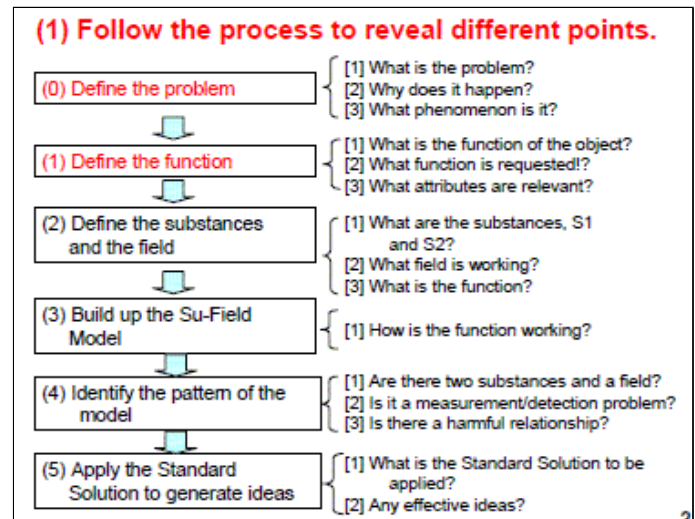 (1) Follow the process to reveal different points.
(0) Define the problem
[1] What is the problem?
[2] Why does it happen?
[3] What phenomenon is it?
(1) Define the function
[1] What is the function of the object?
[2] What function is requested!?
[3] What attributes are relevant?
(2) Define the substances
and the field
[1] What are the substances, S1
and S2?
[2] What field is working?
[3] What is the function?
(3) Build up the Su-Field
Model
[1] How is the function working?
(4) Identify the pattern of the
model
[1] Are there two substances and a field?
[2] Is it a measurement/detection problem?
[3] Is there a harmful relationship?
(5) Apply the Standard
Solution to generate ideas
[1] What is the Standard Solution to be
applied?
[2] Any effective ideas?